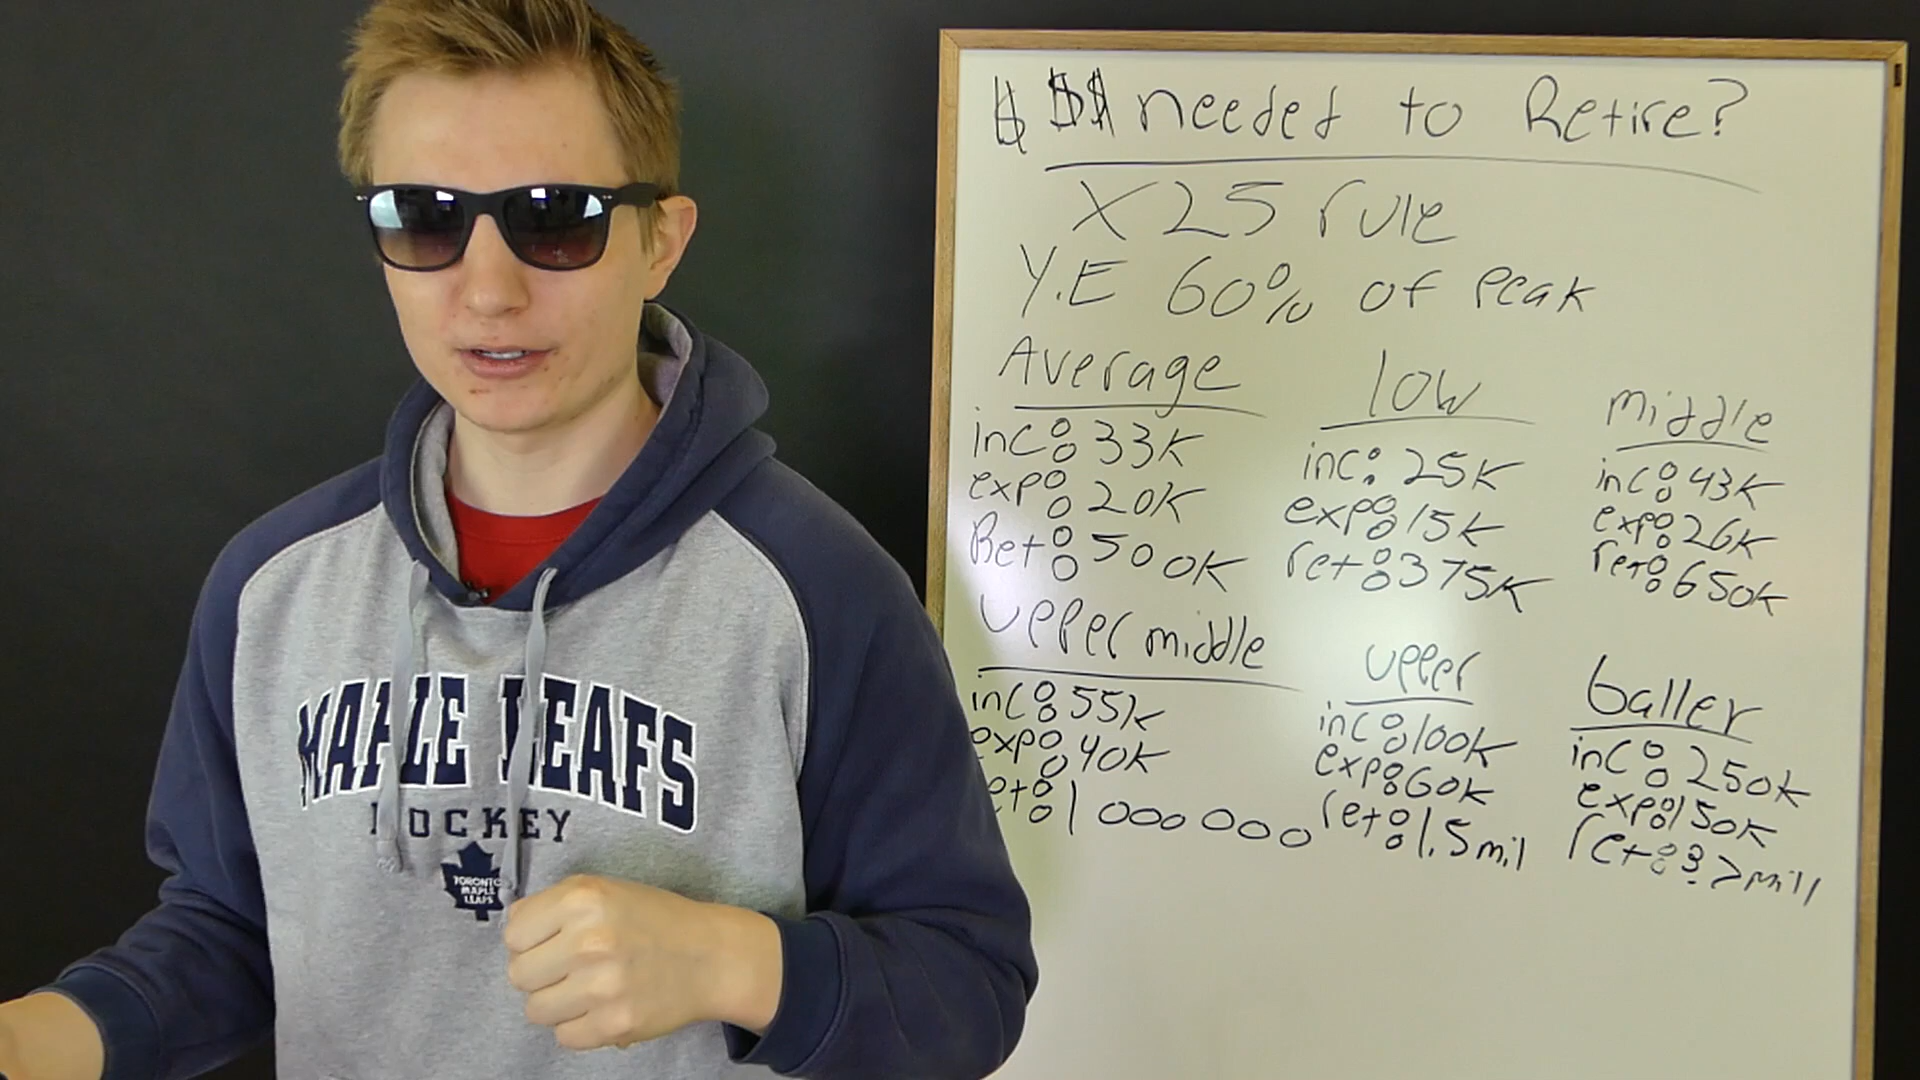 $ $$ needed to Retire?
X 25 rule
Y.E 60% of Peak
Average
inc: 33K
exp: 20K
Ret: 500K
low
inc: 25K
exp: 15K
ret: 375K
middle
inc: 43K
exp: 26K
ret: 650K
upper middle
inc: 55k
exp: 40K
ret: 1 000 000
upper
inc: 100k
exp: 60K
ret: 1.5 mil
baller
inc: 250k
exp: 150K
ret: mill
MAPLE LEAFS
HOCKEY
TORONTO
MAPLE
LEAFS